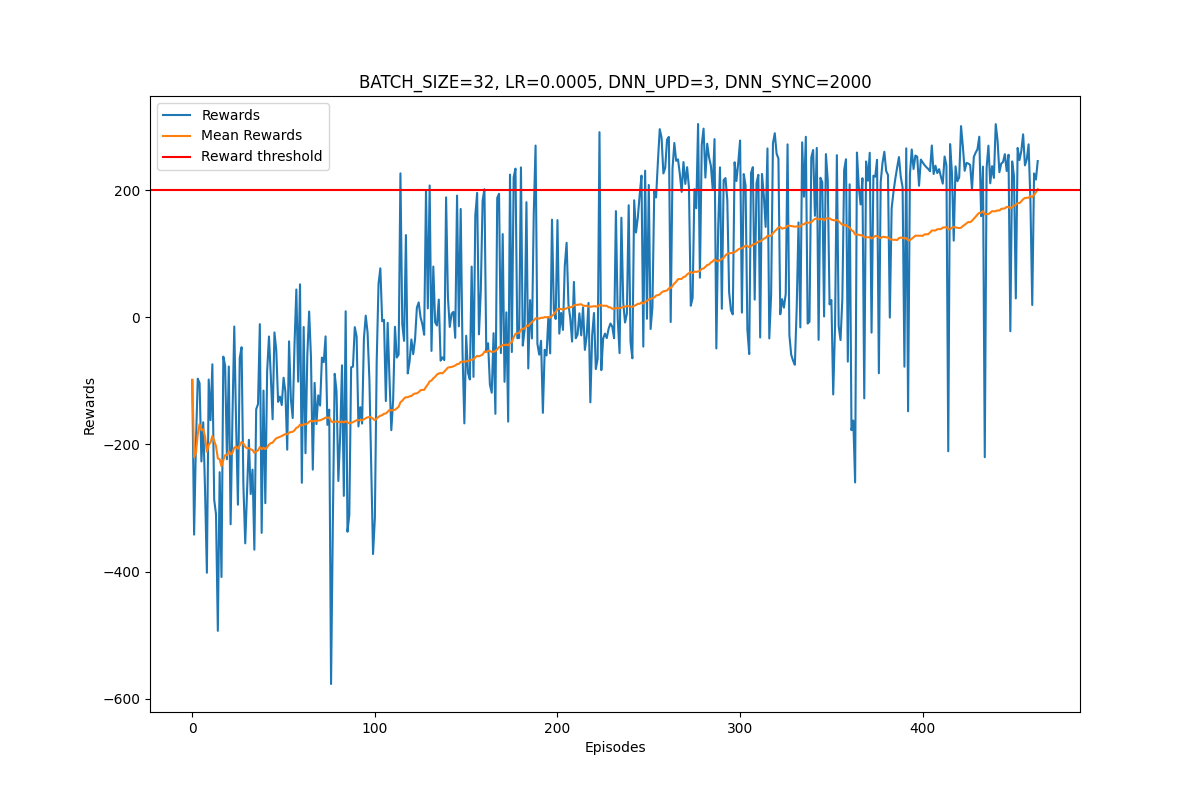 BATCH_SIZE=32, LR=0.0005, DNN_UPD=3, DNN_SYNC=2000
Rewards
Mean Rewards
Reward threshold
200
0
−200
−400
−600
Rewards
0
100
200
300
400
Episodes